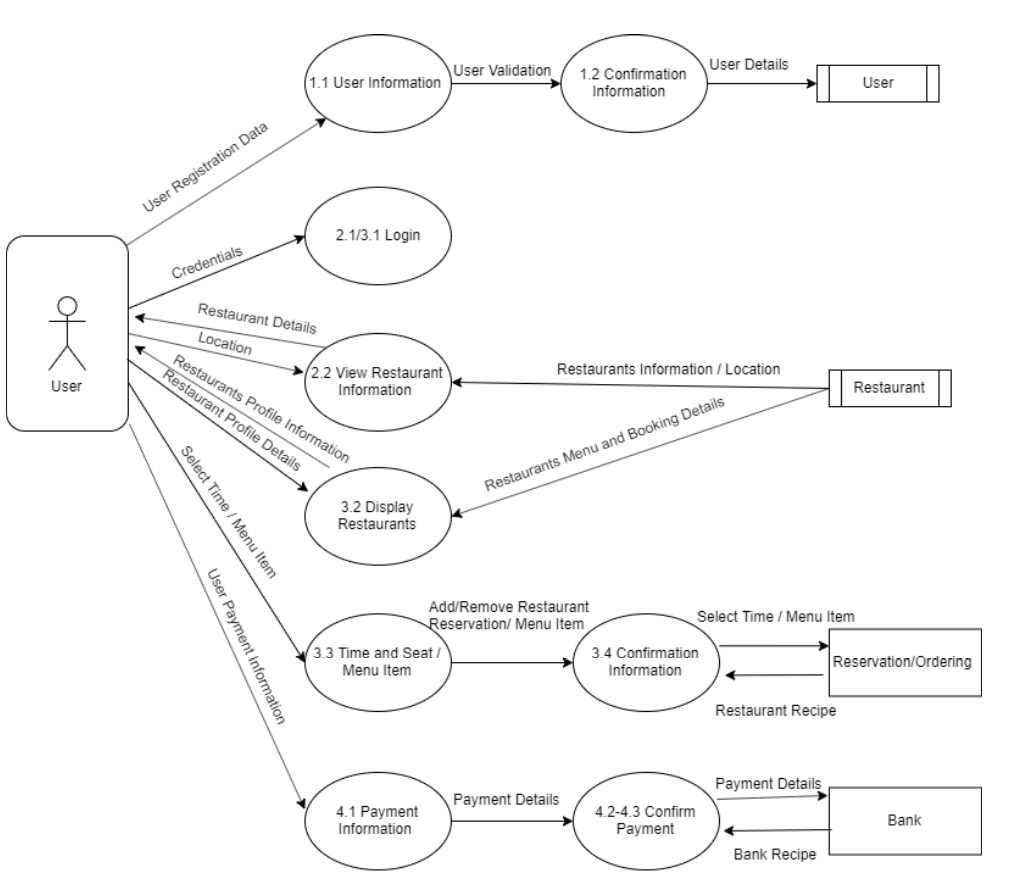 1.1 User Information
User Validation
1.2 Confirmation
Information
User Details
User
User Registration Data
2.1/3.1 Login
Credentials
User
Restaurant Details
Location
2.2 View Restaurant
Information
Restaurants Information / Location
Restaurant
Restaurants Profile Information
Restaurant Profile Details
Restaurants Menu and Booking Details
3.2 Display
Restaurants
Select Time / Menu Item
User Payment Information
3.3 Time and Seat /
Menu Item
Add/Remove Restaurant
Reservation/ Menu Item
3.4 Confirmation
Information
Select Time / Menu Item
Reservation/Ordering
Restaurant Recipe
4.1 Payment
Information
Payment Details
4.2-4.3 Confirm
Payment
Payment Details
Bank
Bank Recipe